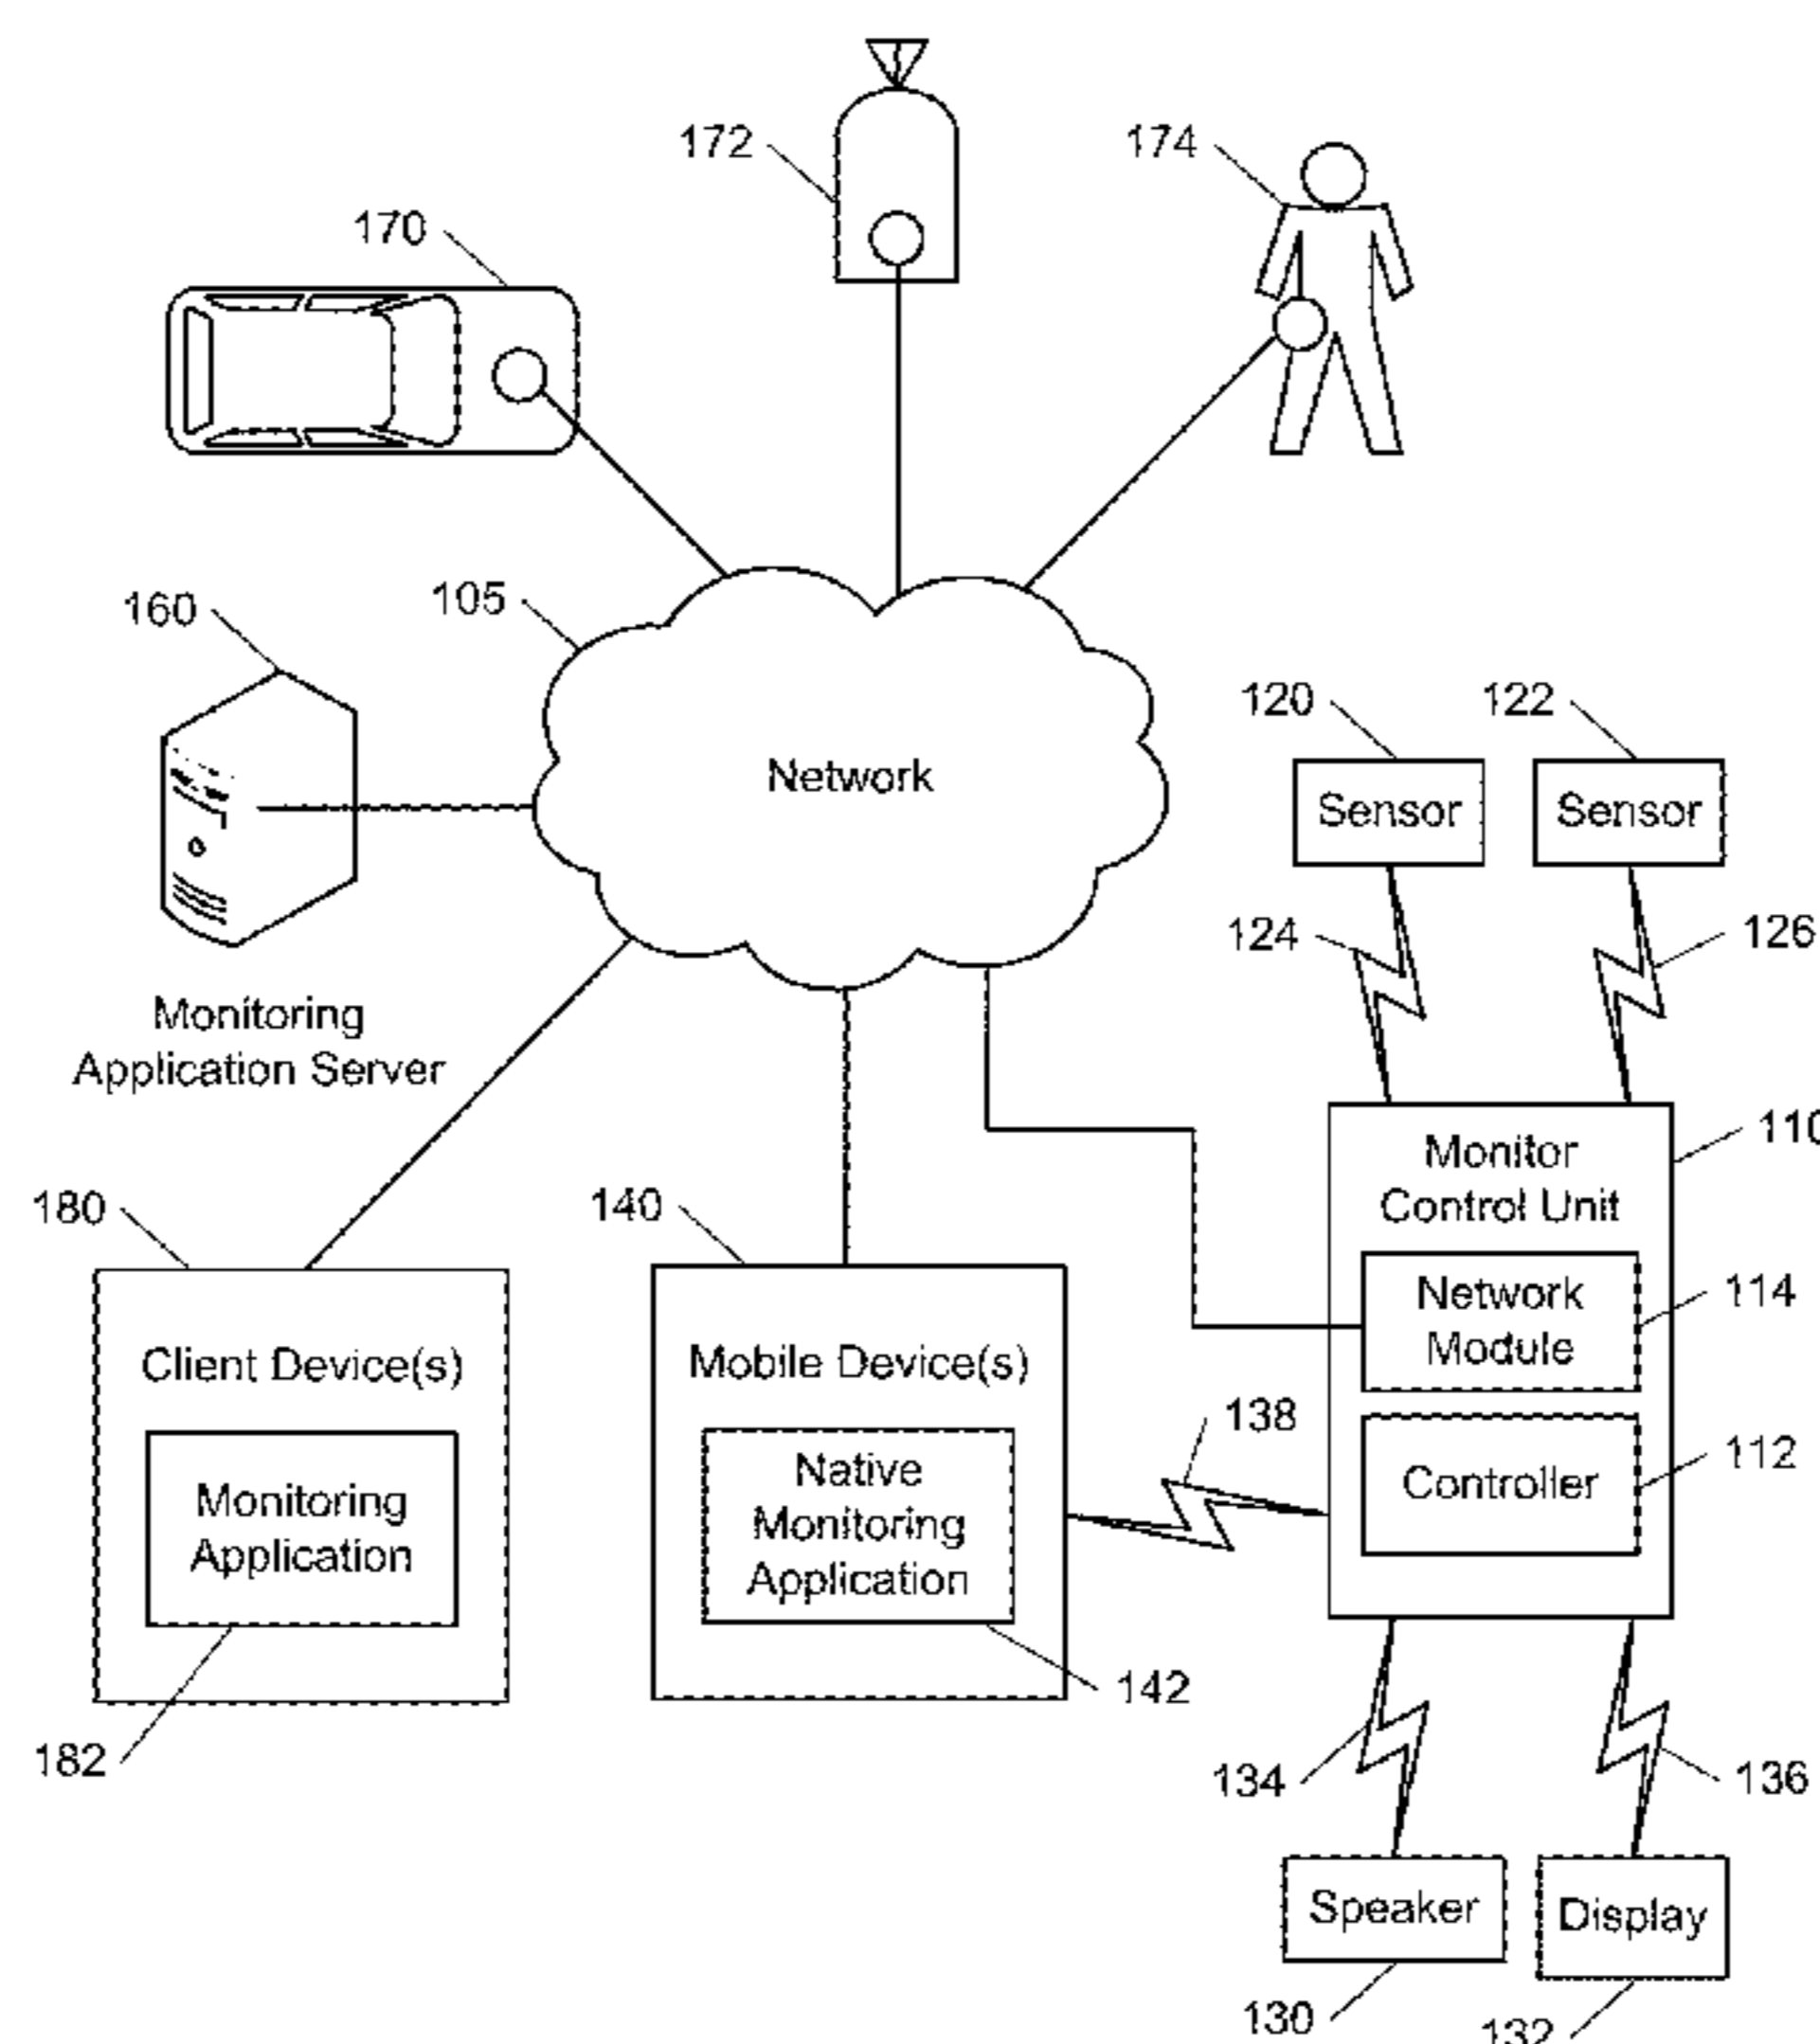 172
174
170
160
105
Network
120
122
Sensor
Sensor
124
126
Monitoring
Application Server
110
Monitor
Control Unit
180
140
Network
Module
114
Client Device(s)
Mobile Device(s)
138
112
Controller
Native
Monitoring
Application
Monitoring
Application
142
182
134
136
Speaker
Display
130
132